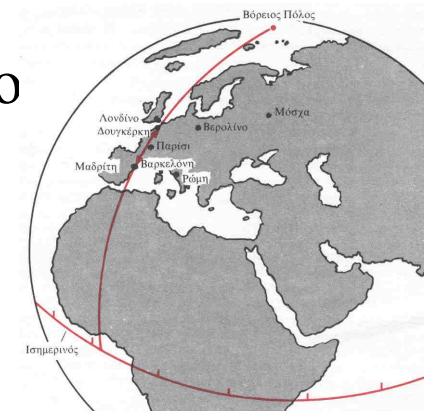 Βόρειος Πόλος
ο
Λονδίνο
Μόσχα
Δουγκέρκη
Βερολίνο
Παρίσι
Μαδρίτη
Βαρκελόνη
Ρώμη
Ισημερινός